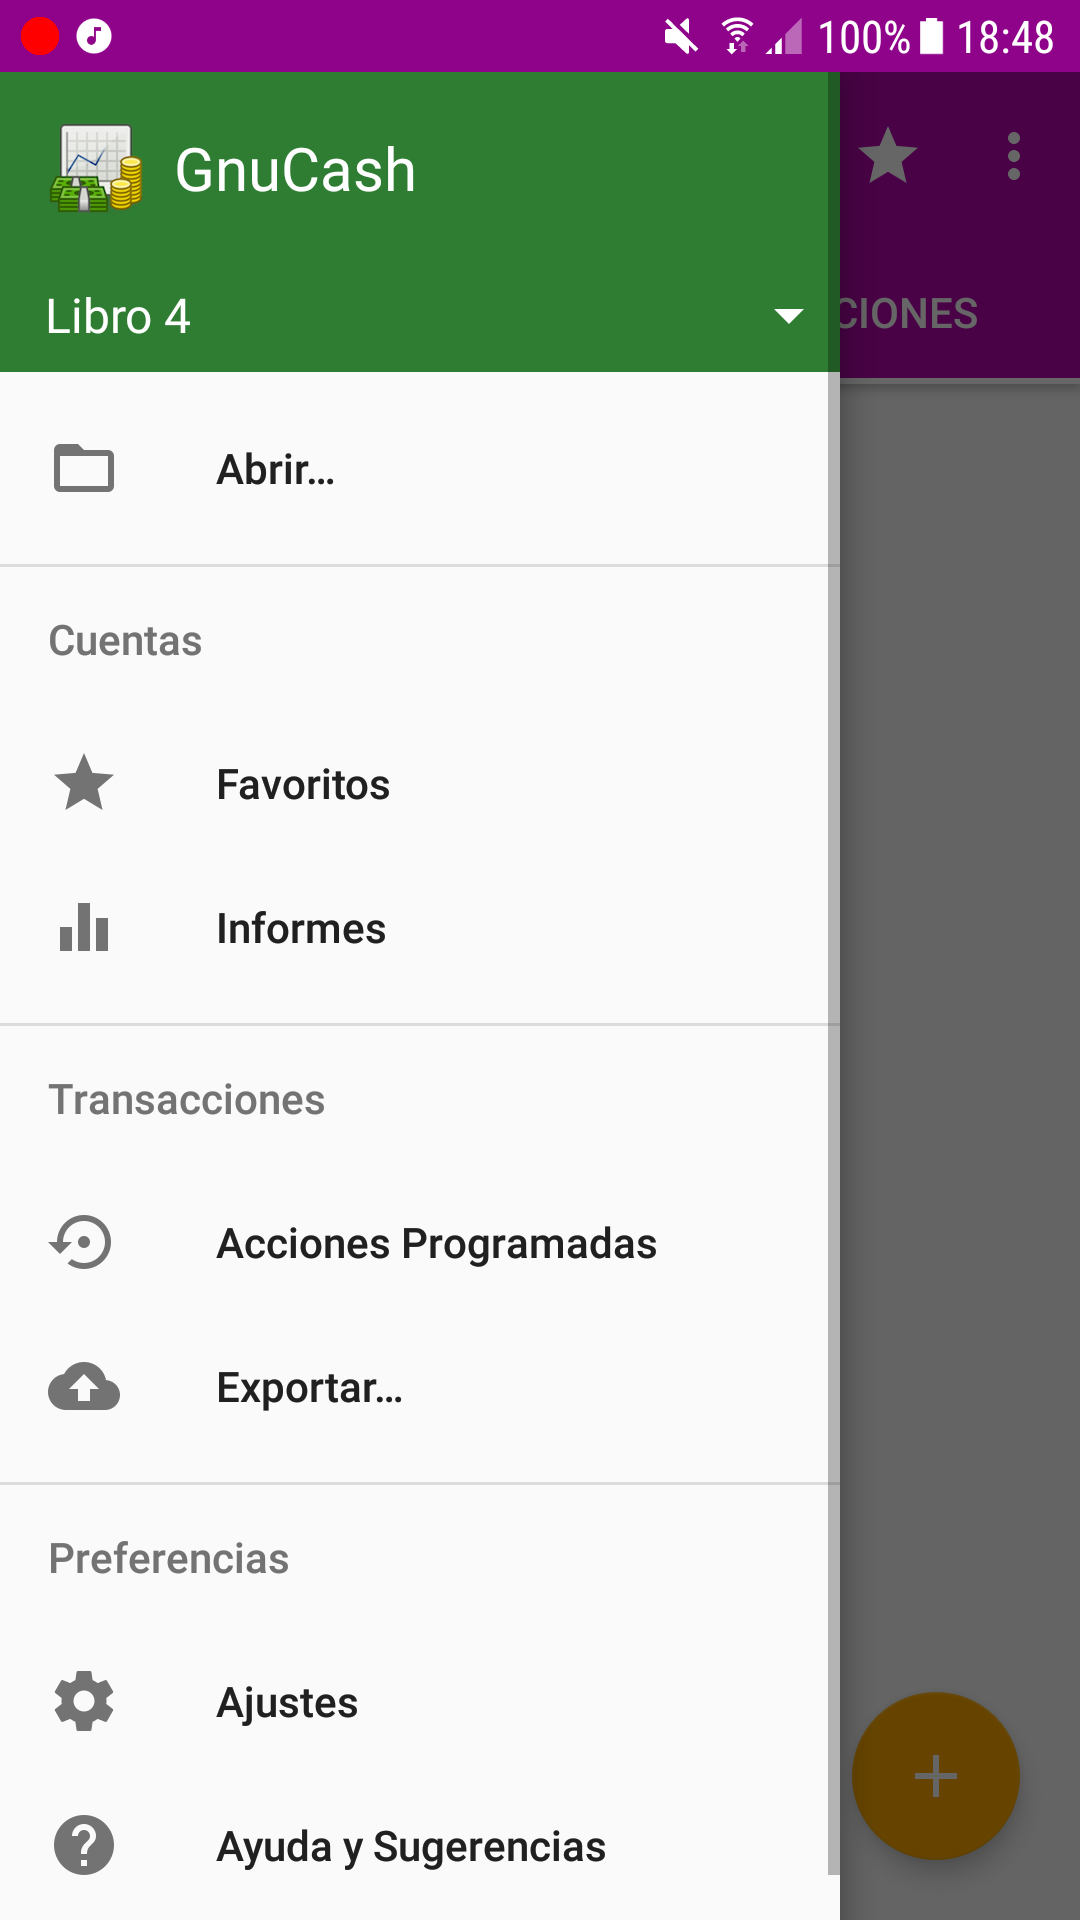 100% 18:48
GnuCash
Libro 4
CIONES
Abrir...
Cuentas
Favoritos
Informes
Transacciones
Acciones Programadas
Exportar...
Preferencias
Ajustes
Ayuda y Sugerencias